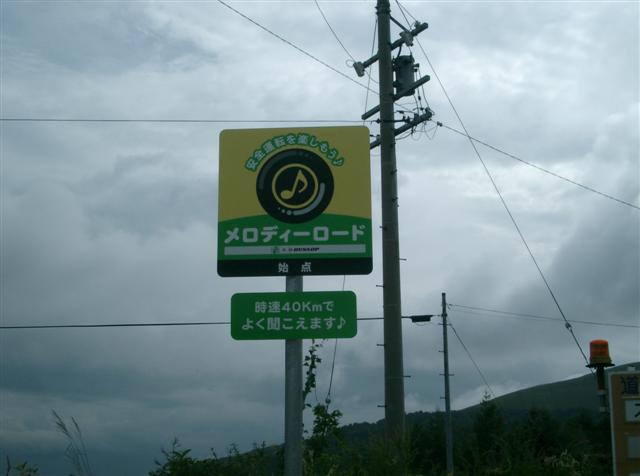 安全運転を楽しもう♪
メロディーロード
DUNLOP
始点
時速40Kmで
よく聞こえます♪